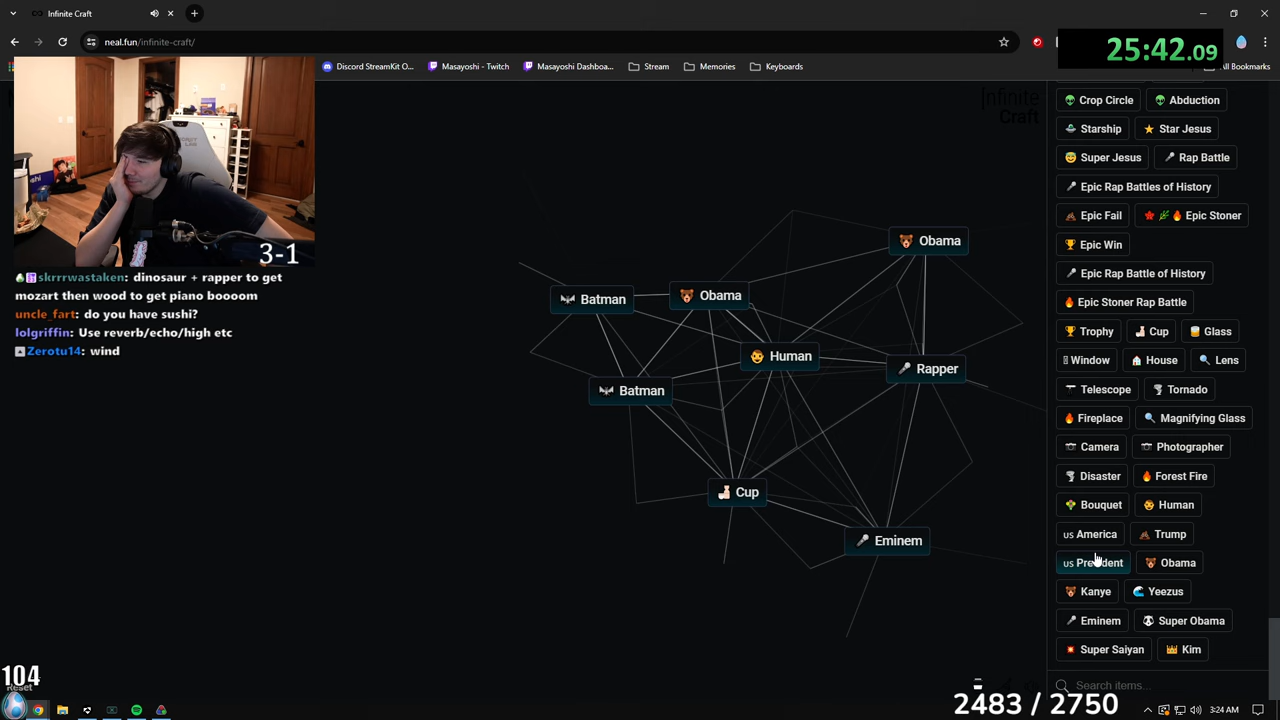 Infinite Craft
25:42.09
neal.fun/infinite-craft/
Discord StreamKit O...
Masayoshi - Twitch
Masayoshi Dashboa...
Stream
Memories
Keyboards
All Bookmarks
3-1
skrrrwastaken: dinosaur + rapper to get
mozart then wood to get piano boooom
uncle_fart: do you have sushi?
lolgriffin: Use reverb/echo/high etc
Zerotu14: wind
Infinite
Craft
Obama
Batman
Obama
Human
Rapper
Batman
Cup
Eminem
Crop Circle
Abduction
Starship
Star Jesus
Super Jesus
Rap Battle
Epic Rap Battles of History
Epic Fail
Epic Stoner
Epic Win
Epic Rap Battle of History
Epic Stoner Rap Battle
Trophy
Cup
Glass
Window
House
Lens
Telescope
Tornado
Fireplace
Magnifying Glass
Camera
Photographer
Disaster
Forest Fire
Bouquet
Human
us America
Trump
us President
Obama
Kanye
Yeezus
Eminem
Super Obama
Super Saiyan
Kim
Search items...
104
Reset
2483 / 2750
3:24 AM